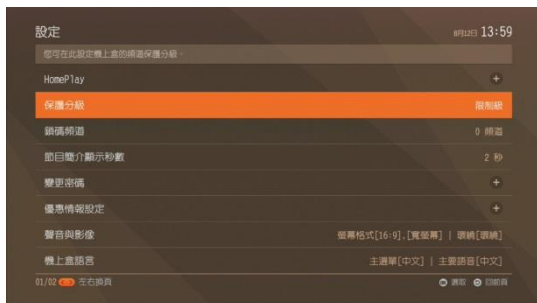 設定
8月12日 13:59
您可在此設定機上盒的頻道保護分級。
HomePlay
保護分級 限制級
鎖碼頻道 0 頻道
節目簡介顯示秒數 2 秒
變更密碼
優惠情報設定
聲音與影像 螢幕格式[16:9],[寬螢幕] | 環繞[環繞]
機上盒語言 主選單[中文] | 主要語音[中文]
01/02 左右換頁 選取 回前頁